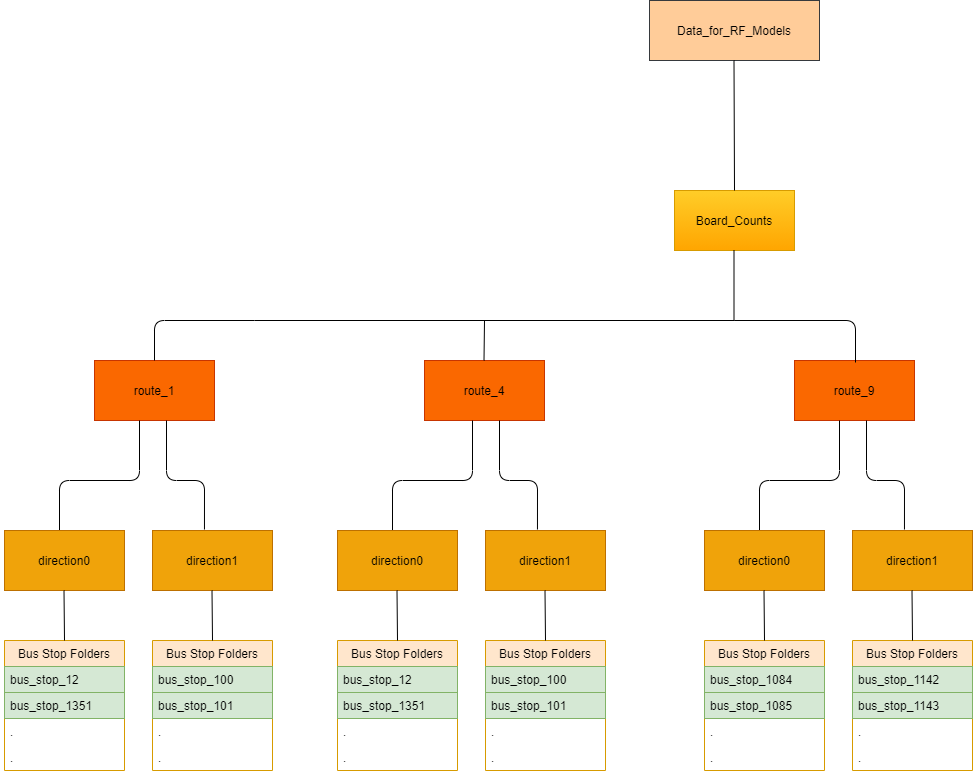 Data_for_RF_Models
Board_Counts
route_1
route_4
route_9
direction0
direction1
direction0
direction1
direction0
direction1
Bus Stop Folders
bus_stop_12
bus_stop_1351
.
.
Bus Stop Folders
bus_stop_100
bus_stop_101
.
.
Bus Stop Folders
bus_stop_12
bus_stop_1351
.
.
Bus Stop Folders
bus_stop_100
bus_stop_101
.
.
Bus Stop Folders
bus_stop_1084
bus_stop_1085
.
.
Bus Stop Folders
bus_stop_1142
bus_stop_1143
.
.